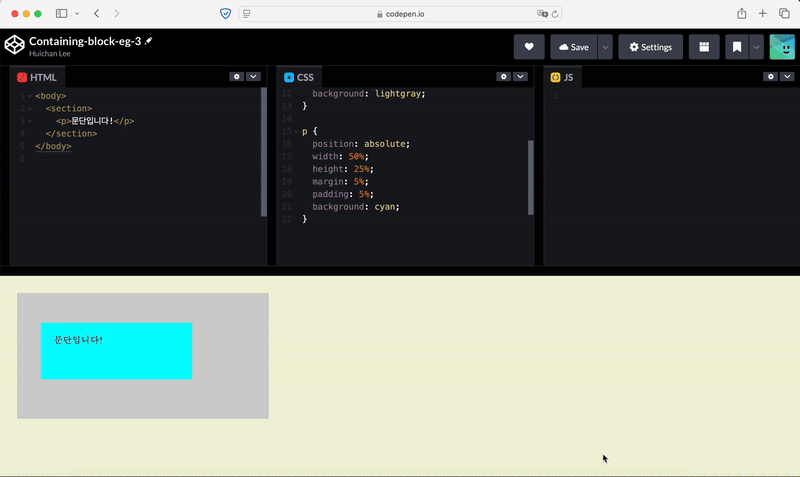 codepen.io
Containing-block-eg-3
Huichan Lee
Save
Settings
HTML
1 <body>
2 <section>
3 <p>문단입니다!</p>
4 </section>
5 </body>
6
CSS
12 background: lightgray;
13 }
14
15 p {
16 position: absolute;
17 width: 50%;
18 height: 25%;
19 margin: 5%;
20 padding: 5%;
21 background: cyan;
22 }
JS
1
문단입니다!